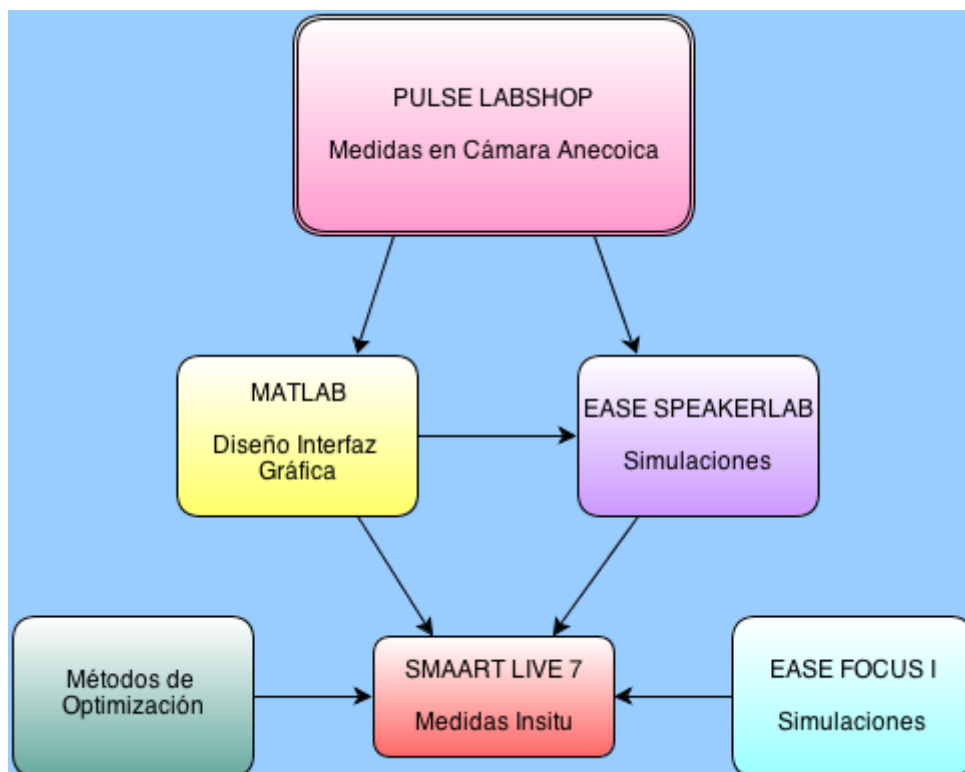 PULSE LABSHOP
Medidas en Cámara Anecoica
MATLAB
Diseño Interfaz
Gráfica
EASE SPEAKERLAB
Simulaciones
Métodos de
Optimización
SMAART LIVE 7
Medidas Insitu
EASE FOCUS I
Simulaciones